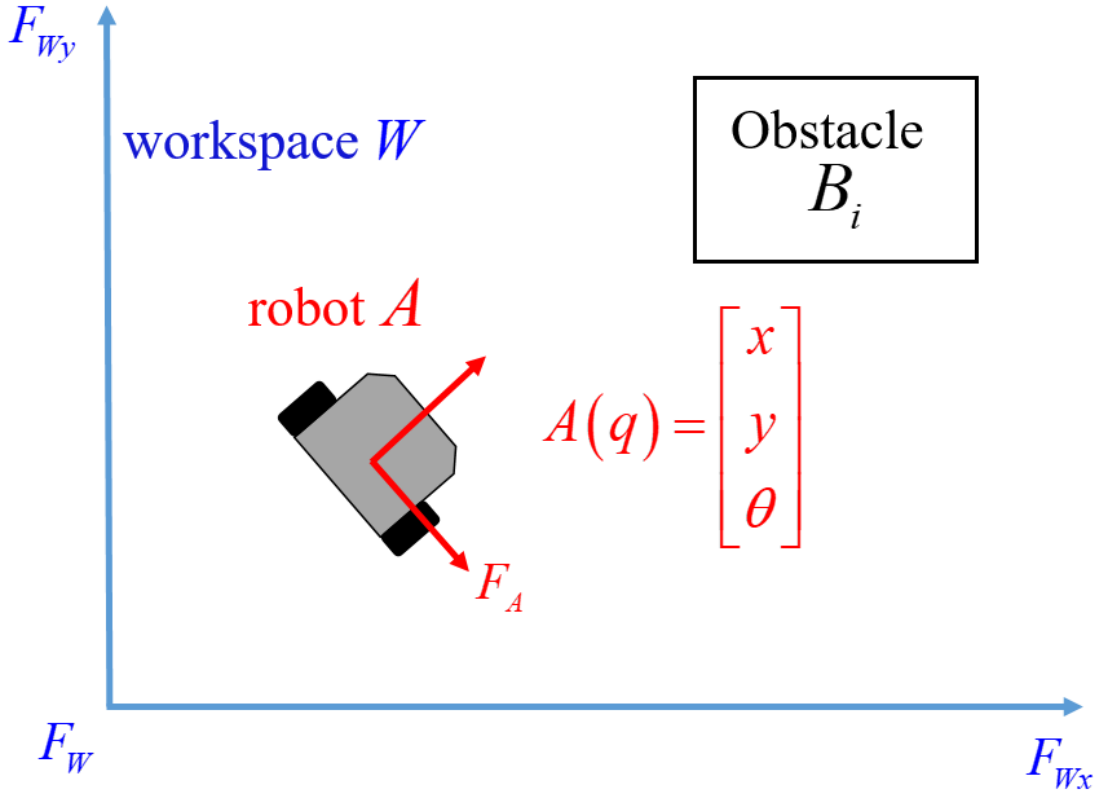 F_Wy
workspace W
Obstacle
B_i
robot A
A(q) = [ x
y
θ ]
F_A
F_W
F_Wx